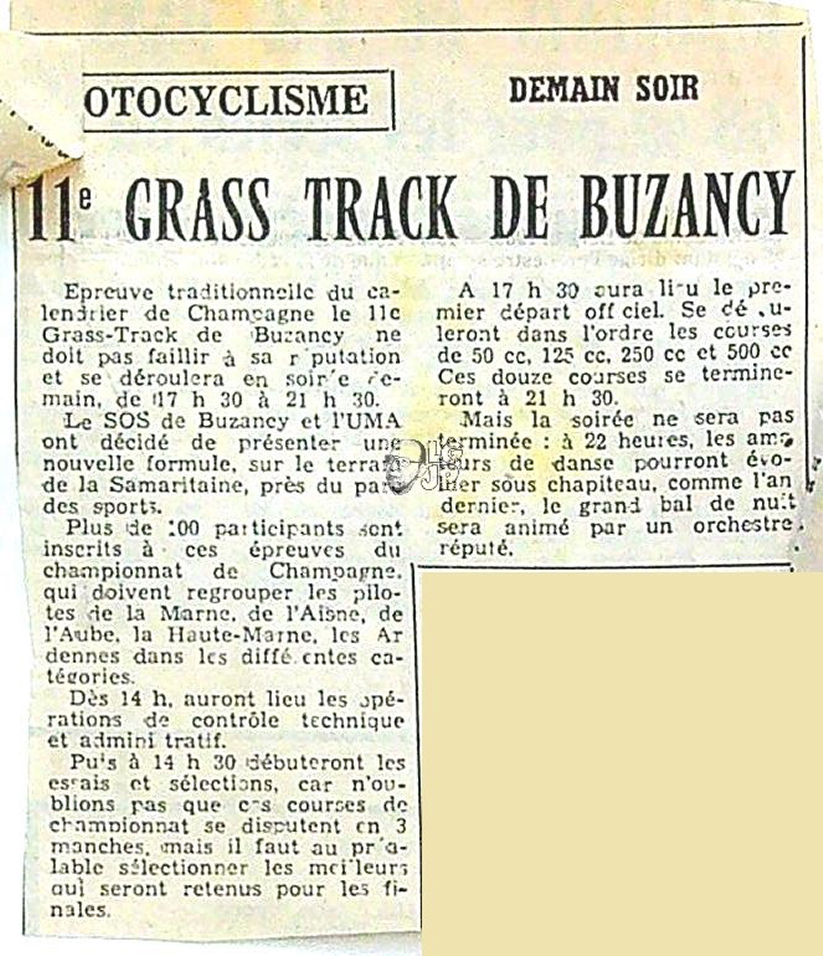 OTOCYCLISME
DEMAIN SOIR
11e GRASS TRACK DE BUZANCY
Epreuve traditionnelle du ca-
lendrier de Champagne le 11e
Grass-Track de Buzancy ne
doit pas faillir à sa r putation
et se déroulera en soirée de-
main, de 17 h 30 à 21 h 30.
Le SOS de Buzancy et l'UMA
ont décidé de présenter une
nouvelle formule, sur le terrain
de la Samaritaine, près du parc
des sports.
Plus de 100 participants sont
inscrits à ces épreuves du
championnat de Champagne,
qui doivent regrouper les pilo-
tes de la Marne, de l'Aisne, de
l'Aube, la Haute-Marne, les Ar
dennes dans les diffé entes ca-
tégories.
Dès 14 h, auront lieu les opé-
rations de contrôle technique
et admini tratif.
Puis à 14 h 30 débuteront les
essais et sélections, car n'ou-
blions pas que ces courses de
championnat se disputent en 3
manches, mais il faut au préa-
lable sélectionner les meilleurs
qui seront retenus pour les fi-
nales.
A 17 h 30 aura lieu le pre-
mier départ off ciel. Se dé ou-
leront dans l'ordre les courses
de 50 cc, 125 cc, 250 cc et 500 cc
Ces douze courses se termine-
ront à 21 h 30.
Mais la soirée ne sera pas
terminée : à 22 heures, les ama
teurs de danse pourront évo-
luer sous chapiteau, comme l'an
dernier, le grand bal de nuit
sera animé par un orchestre
réputé.